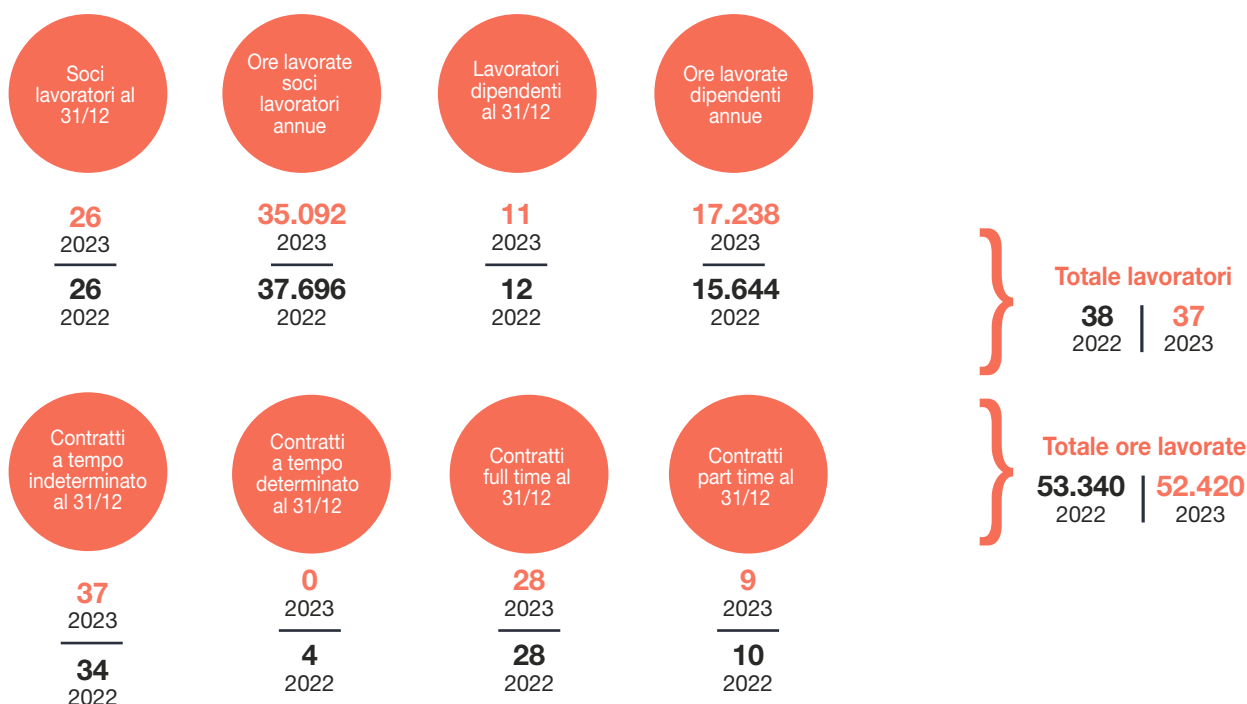 Soci
lavoratori al
31/12
Ore lavorate
soci
lavoratori
annue
Lavoratori
dipendenti
al 31/12
Ore lavorate
dipendenti
annue
26
2023
26
2022
35.092
2023
37.696
2022
11
2023
12
2022
17.238
2023
15.644
2022
Totale lavoratori
38
2022
37
2023
Contratti
a tempo
indeterminato
al 31/12
Contratti
a tempo
determinato
al 31/12
Contratti
full time al
31/12
Contratti
part time al
31/12
37
2023
34
2022
0
2023
4
2022
28
2023
28
2022
9
2023
10
2022
Totale ore lavorate
53.340
2022
52.420
2023